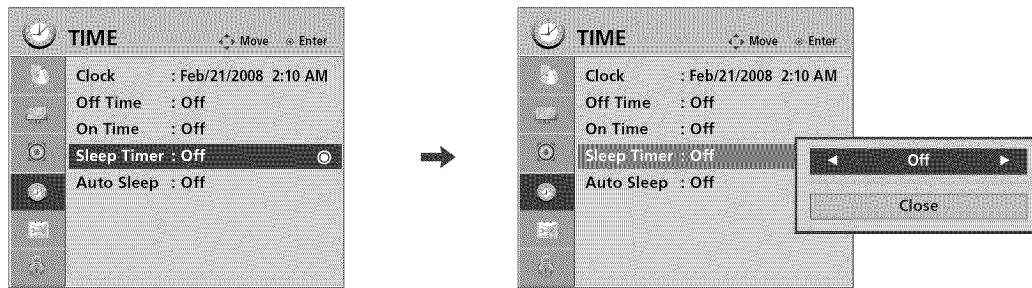 TIME Move Enter
Clock : Feb/21/2008 2:10 AM
Off Time : Off
On Time : Off
Sleep Timer : Off
Auto Sleep : Off
TIME Move Enter
Clock : Feb/21/2008 2:10 AM
Off Time : Off
On Time : Off
Sleep Timer : Off
Auto Sleep : Off
Off
Close